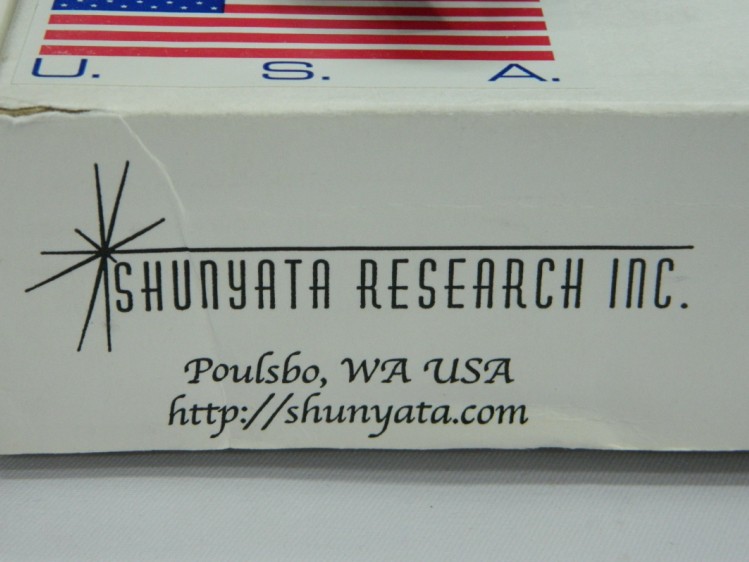 U. S. A.
SHUNYATA RESEARCH INC.
Poulsbo, WA USA
http://shunyata.com